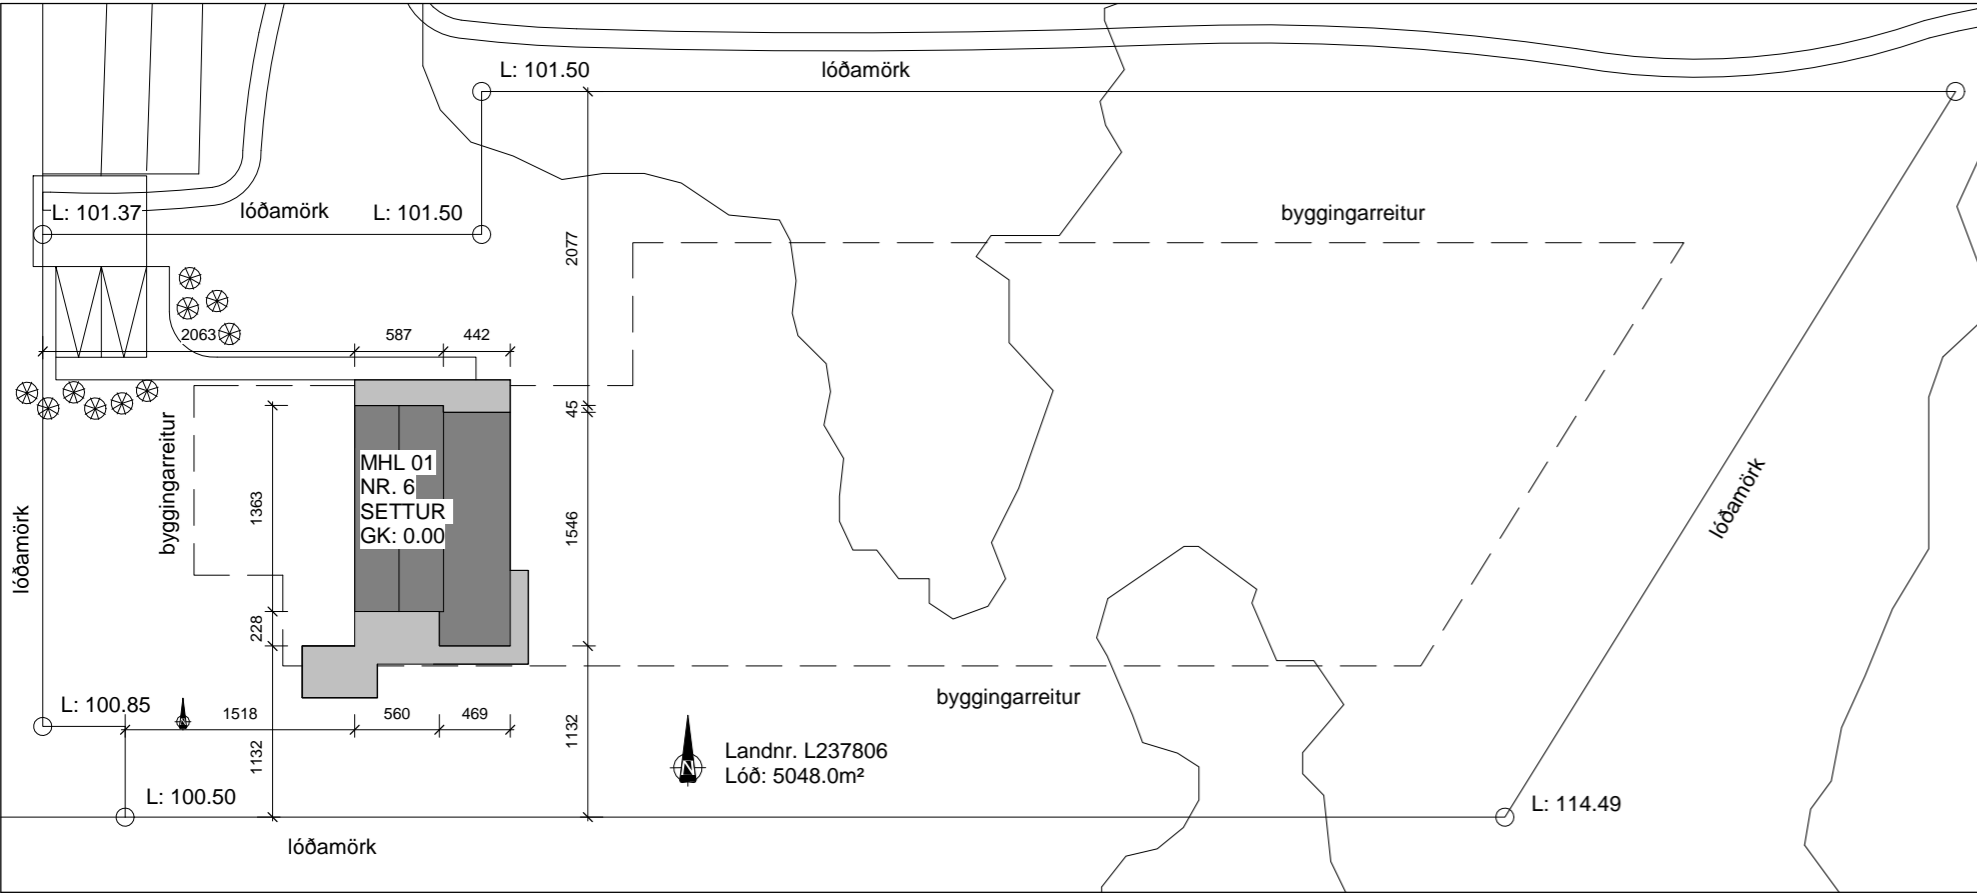 L: 101.50
lóðamörk
L: 101.37
lóðamörk
L: 101.50
byggingarreitur
2077
2063
587
442
45
byggingarreitur
MHL 01
NR. 6
SETTUR
GK: 0.00
1363
1546
lóðamörk
lóðamörk
228
byggingarreitur
L: 100.85
1518
560
469
1132
1132
N
N
Landnr. L237806
Lóð: 5048.0m²
L: 100.50
L: 114.49
lóðamörk